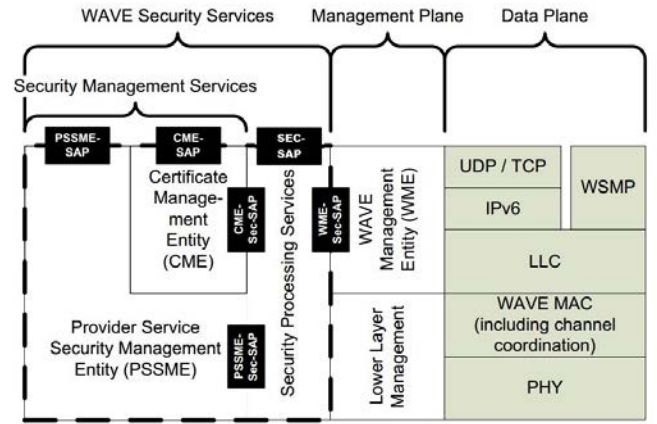 WAVE Security Services
Management Plane
Data Plane
Security Management Services
PSSME-
SAP
CME-
SAP
SEC-
SAP
Certificate
Manage-
ment
Entity
(CME)
CME-
Sec-SAP
Security Processing Services
WME-
Sec-SAP
WAVE
Management
Entity (WME)
UDP / TCP
WSMP
IPv6
LLC
Provider Service
Security Management
Entity (PSSME)
PSSME-
Sec-SAP
Lower Layer
Management
WAVE MAC
(including channel
coordination)
PHY